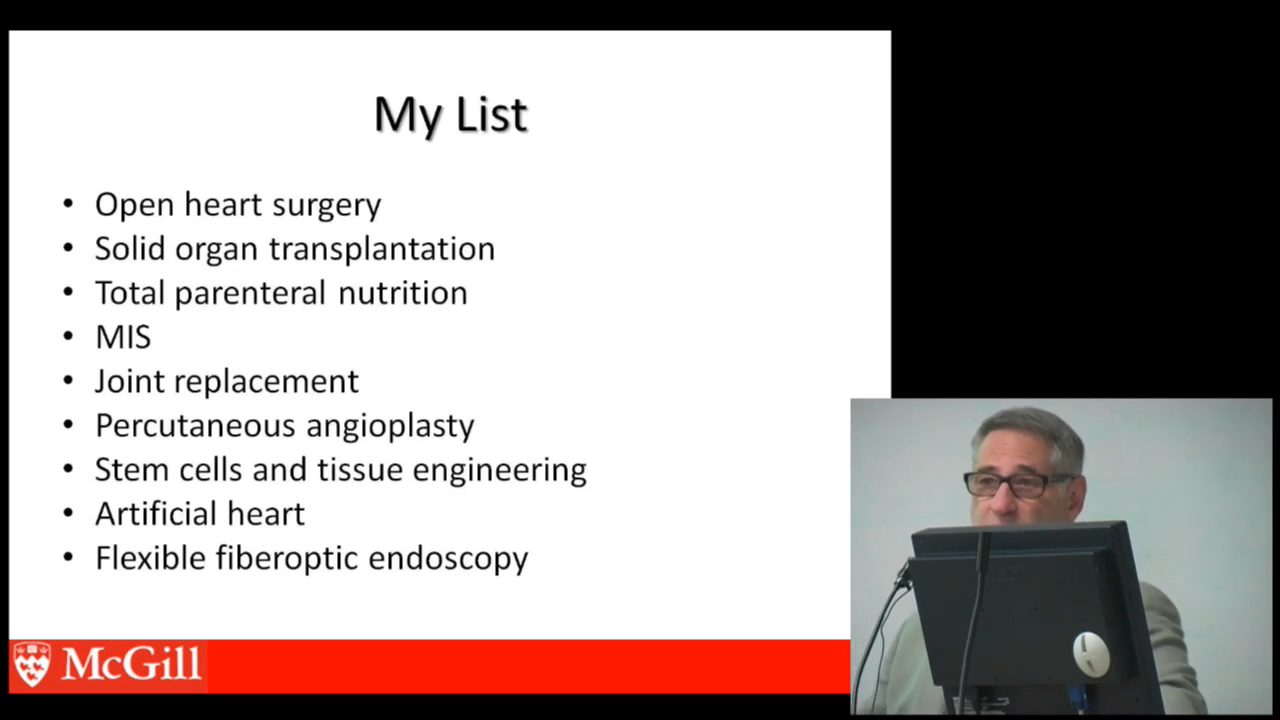 My List
• Open heart surgery
• Solid organ transplantation
• Total parenteral nutrition
• MIS
• Joint replacement
• Percutaneous angioplasty
• Stem cells and tissue engineering
• Artificial heart
• Flexible fiberoptic endoscopy
McGill